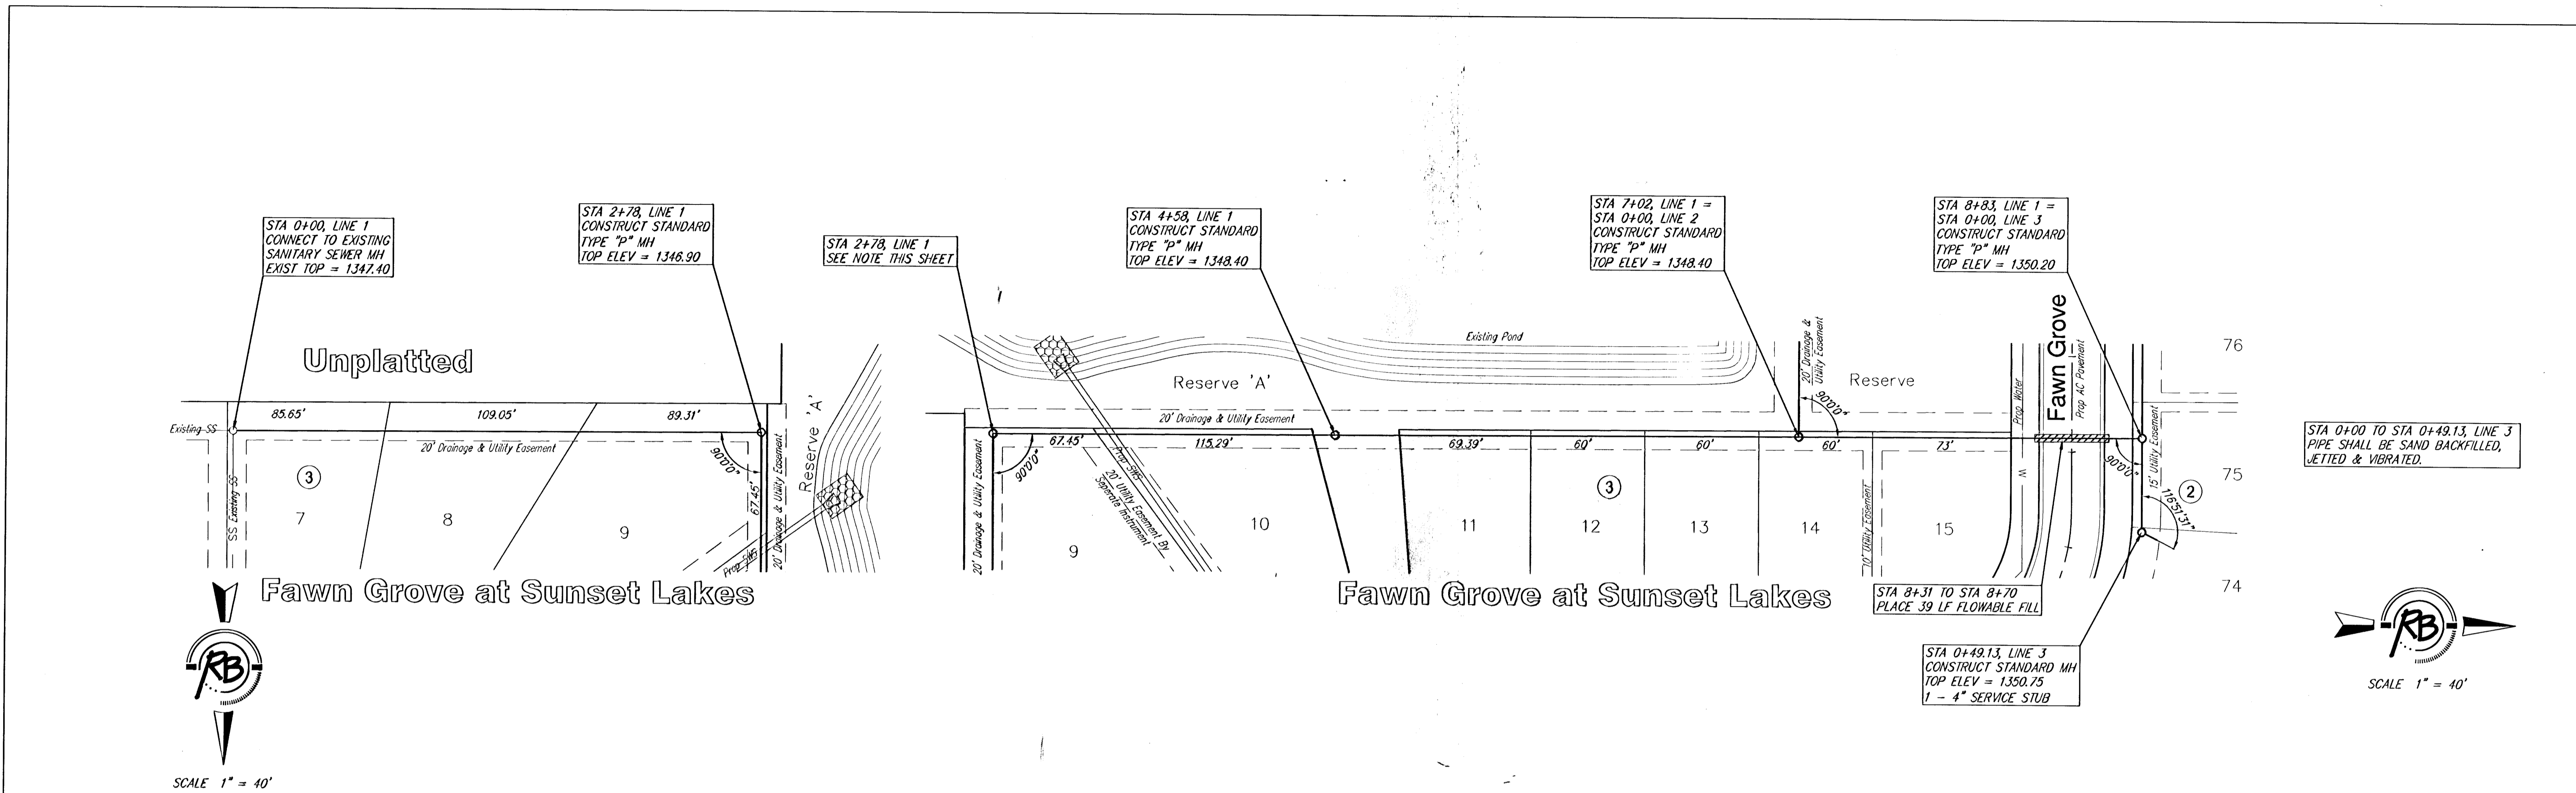 STA 0+00, LINE 1
CONNECT TO EXISTING
SANITARY SEWER MH
EXIST TOP = 1347.40
STA 2+78, LINE 1
CONSTRUCT STANDARD
TYPE "P" MH
TOP ELEV = 1346.90
STA 2+78, LINE 1
SEE NOTE THIS SHEET
STA 4+58, LINE 1
CONSTRUCT STANDARD
TYPE "P" MH
TOP ELEV = 1348.40
STA 7+02, LINE 1 =
STA 0+00, LINE 2
CONSTRUCT STANDARD
TYPE "P" MH
TOP ELEV = 1348.40
STA 8+83, LINE 1 =
STA 0+00, LINE 3
CONSTRUCT STANDARD
TYPE "P" MH
TOP ELEV = 1350.20
Unplatted
85.65'
109.05'
89.31'
Existing SS
20' Drainage & Utility Easement
90°0'0"
67.45'
20' Drainage & Utility Easement
Reserve 'A'
SS Existing SS
3
7
8
9
Prop SWS
Fawn Grove at Sunset Lakes
Existing Pond
Reserve 'A'
20' Drainage & Utility Easement
20' Drainage & Utility Easement
90°0'0"
67.45'
115.29'
69.39'
60'
60'
60'
73'
Prop SWS
20' Utility Easement By
Seperate Instrument
9
10
11
12
13
14
15
3
20' Drainage &
Utility Easement
90°0'0"
Reserve
10' Utility Easement
Prop Water
W
Fawn Grove
Prop AC Pavement
90°0'0"
15' Utility Easement
116°51'31"
2
76
75
74
STA 0+00 TO STA 0+49.13, LINE 3
PIPE SHALL BE SAND BACKFILLED,
JETTED & VIBRATED.
Fawn Grove at Sunset Lakes
STA 8+31 TO STA 8+70
PLACE 39 LF FLOWABLE FILL
STA 0+49.13, LINE 3
CONSTRUCT STANDARD MH
TOP ELEV = 1350.75
1 - 4" SERVICE STUB
RB
SCALE 1" = 40'
RB
SCALE 1" = 40'